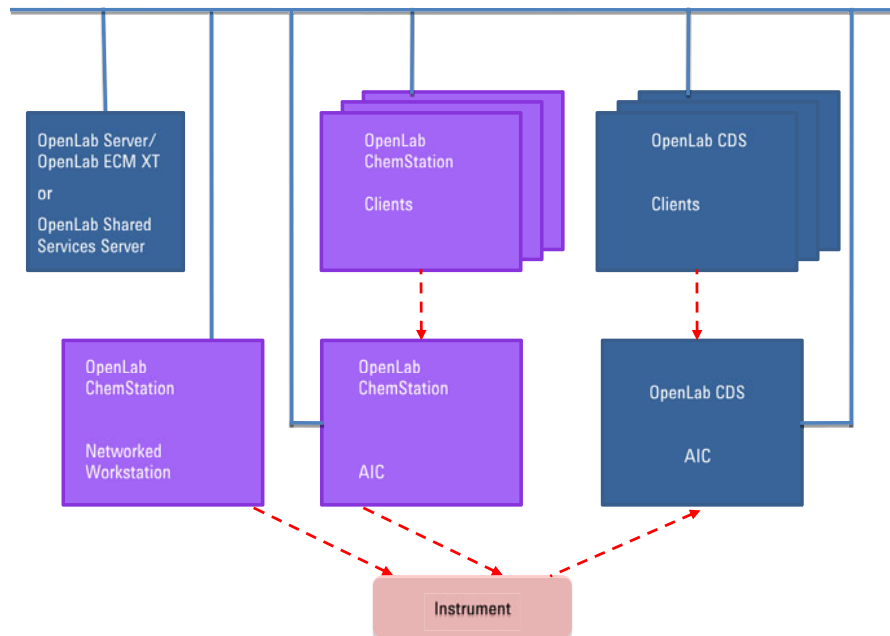 OpenLab Server/
OpenLab ECM XT
or
OpenLab Shared
Services Server
OpenLab
ChemStation
Clients
OpenLab CDS
Clients
OpenLab
ChemStation
Networked
Workstation
OpenLab
ChemStation
AIC
OpenLab CDS
AIC
Instrument